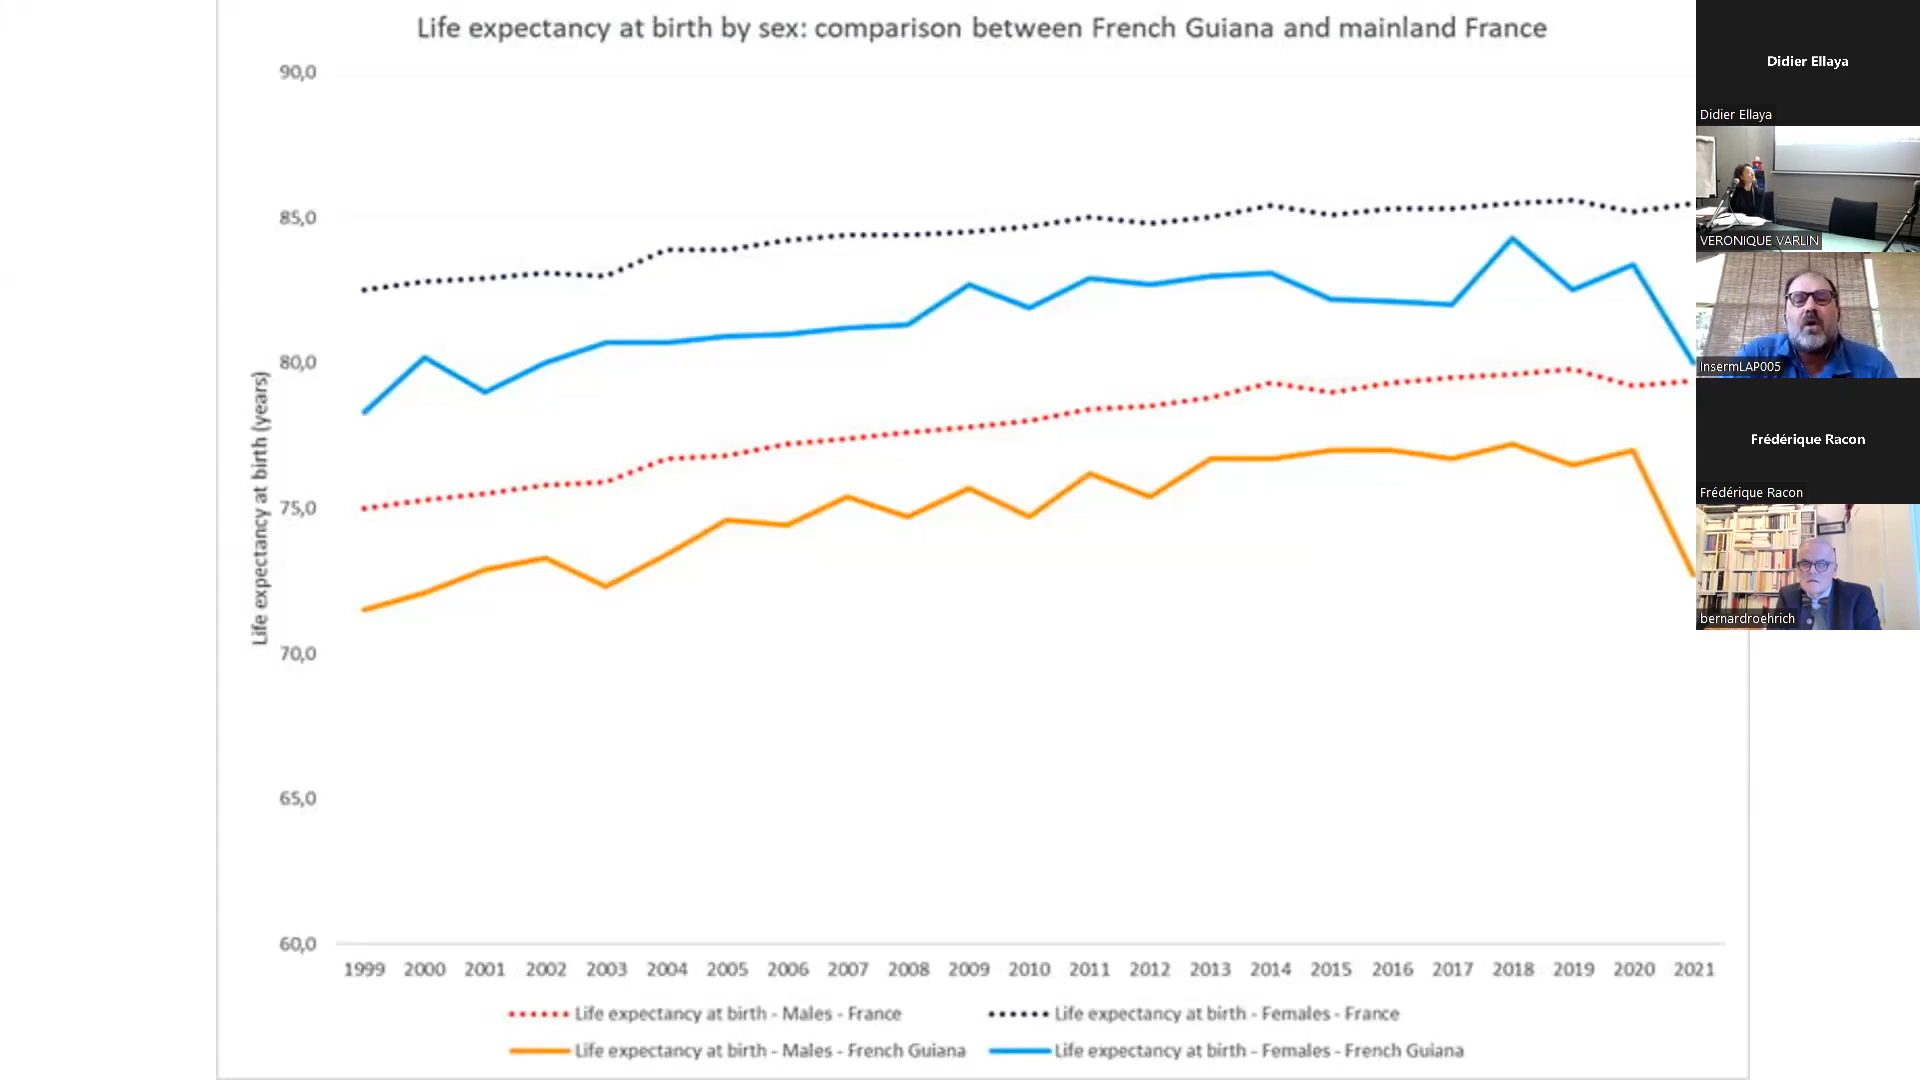 Life expectancy at birth by sex: comparison between French Guiana and mainland France
Life expectancy at birth (years)
90,0
85,0
80,0
75,0
70,0
65,0
60,0
1999 2000 2001 2002 2003 2004 2005 2006 2007 2008 2009 2010 2011 2012 2013 2014 2015 2016 2017 2018 2019 2020 2021
Life expectancy at birth - Males - France
Life expectancy at birth - Females - France
Life expectancy at birth - Males - French Guiana
Life expectancy at birth - Females - French Guiana
Didier Ellaya
Didier Ellaya
VERONIQUE VARLIN
InsermLAP005
Frédérique Racon
Frédérique Racon
bernardroehrich